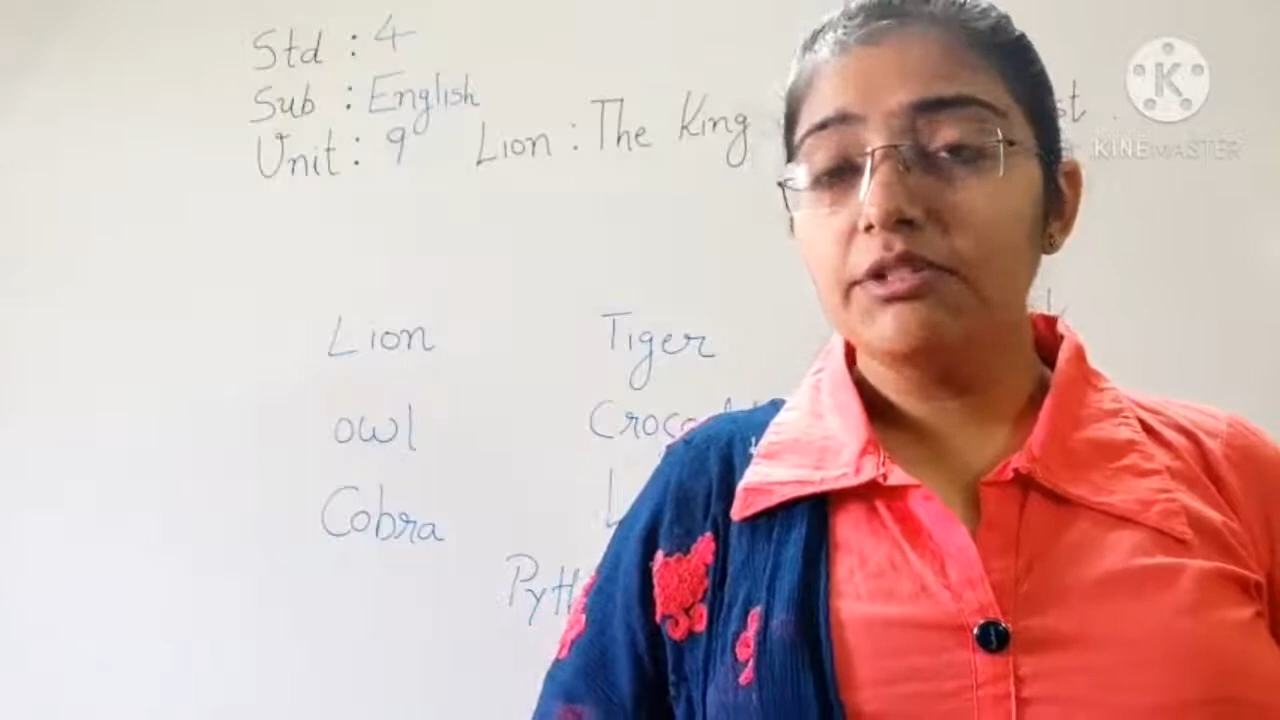 Std : 4
Sub : English
Unit : 9 Lion : The King
Lion Tiger
owl
Cobra
K
KINEMASTER